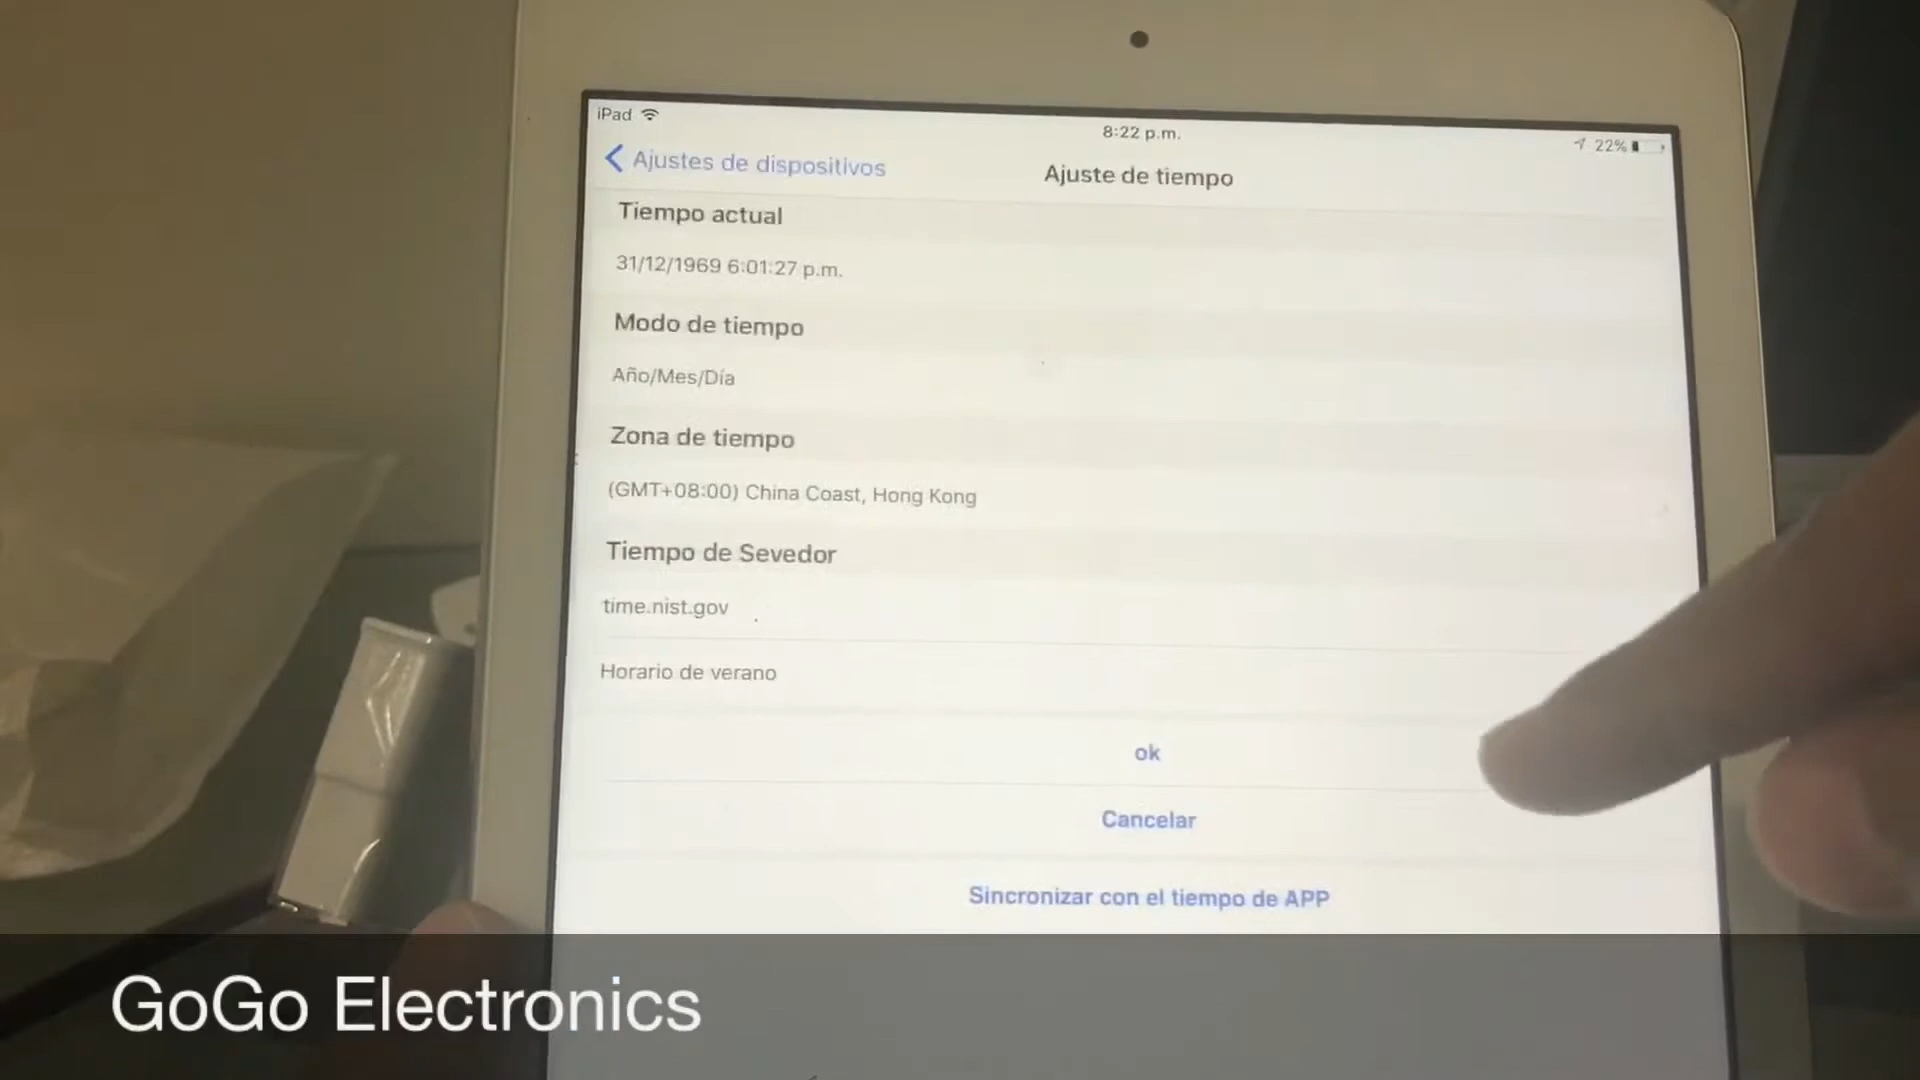 iPad
8:22 p.m.
22%
Ajustes de dispositivos
Ajuste de tiempo
Tiempo actual
31/12/1969 6:01:27 p.m.
Modo de tiempo
Año/Mes/Día
Zona de tiempo
(GMT+08:00) China Coast, Hong Kong
Tiempo de Sevedor
time.nist.gov
Horario de verano
ok
Cancelar
Sincronizar con el tiempo de APP
GoGo Electronics